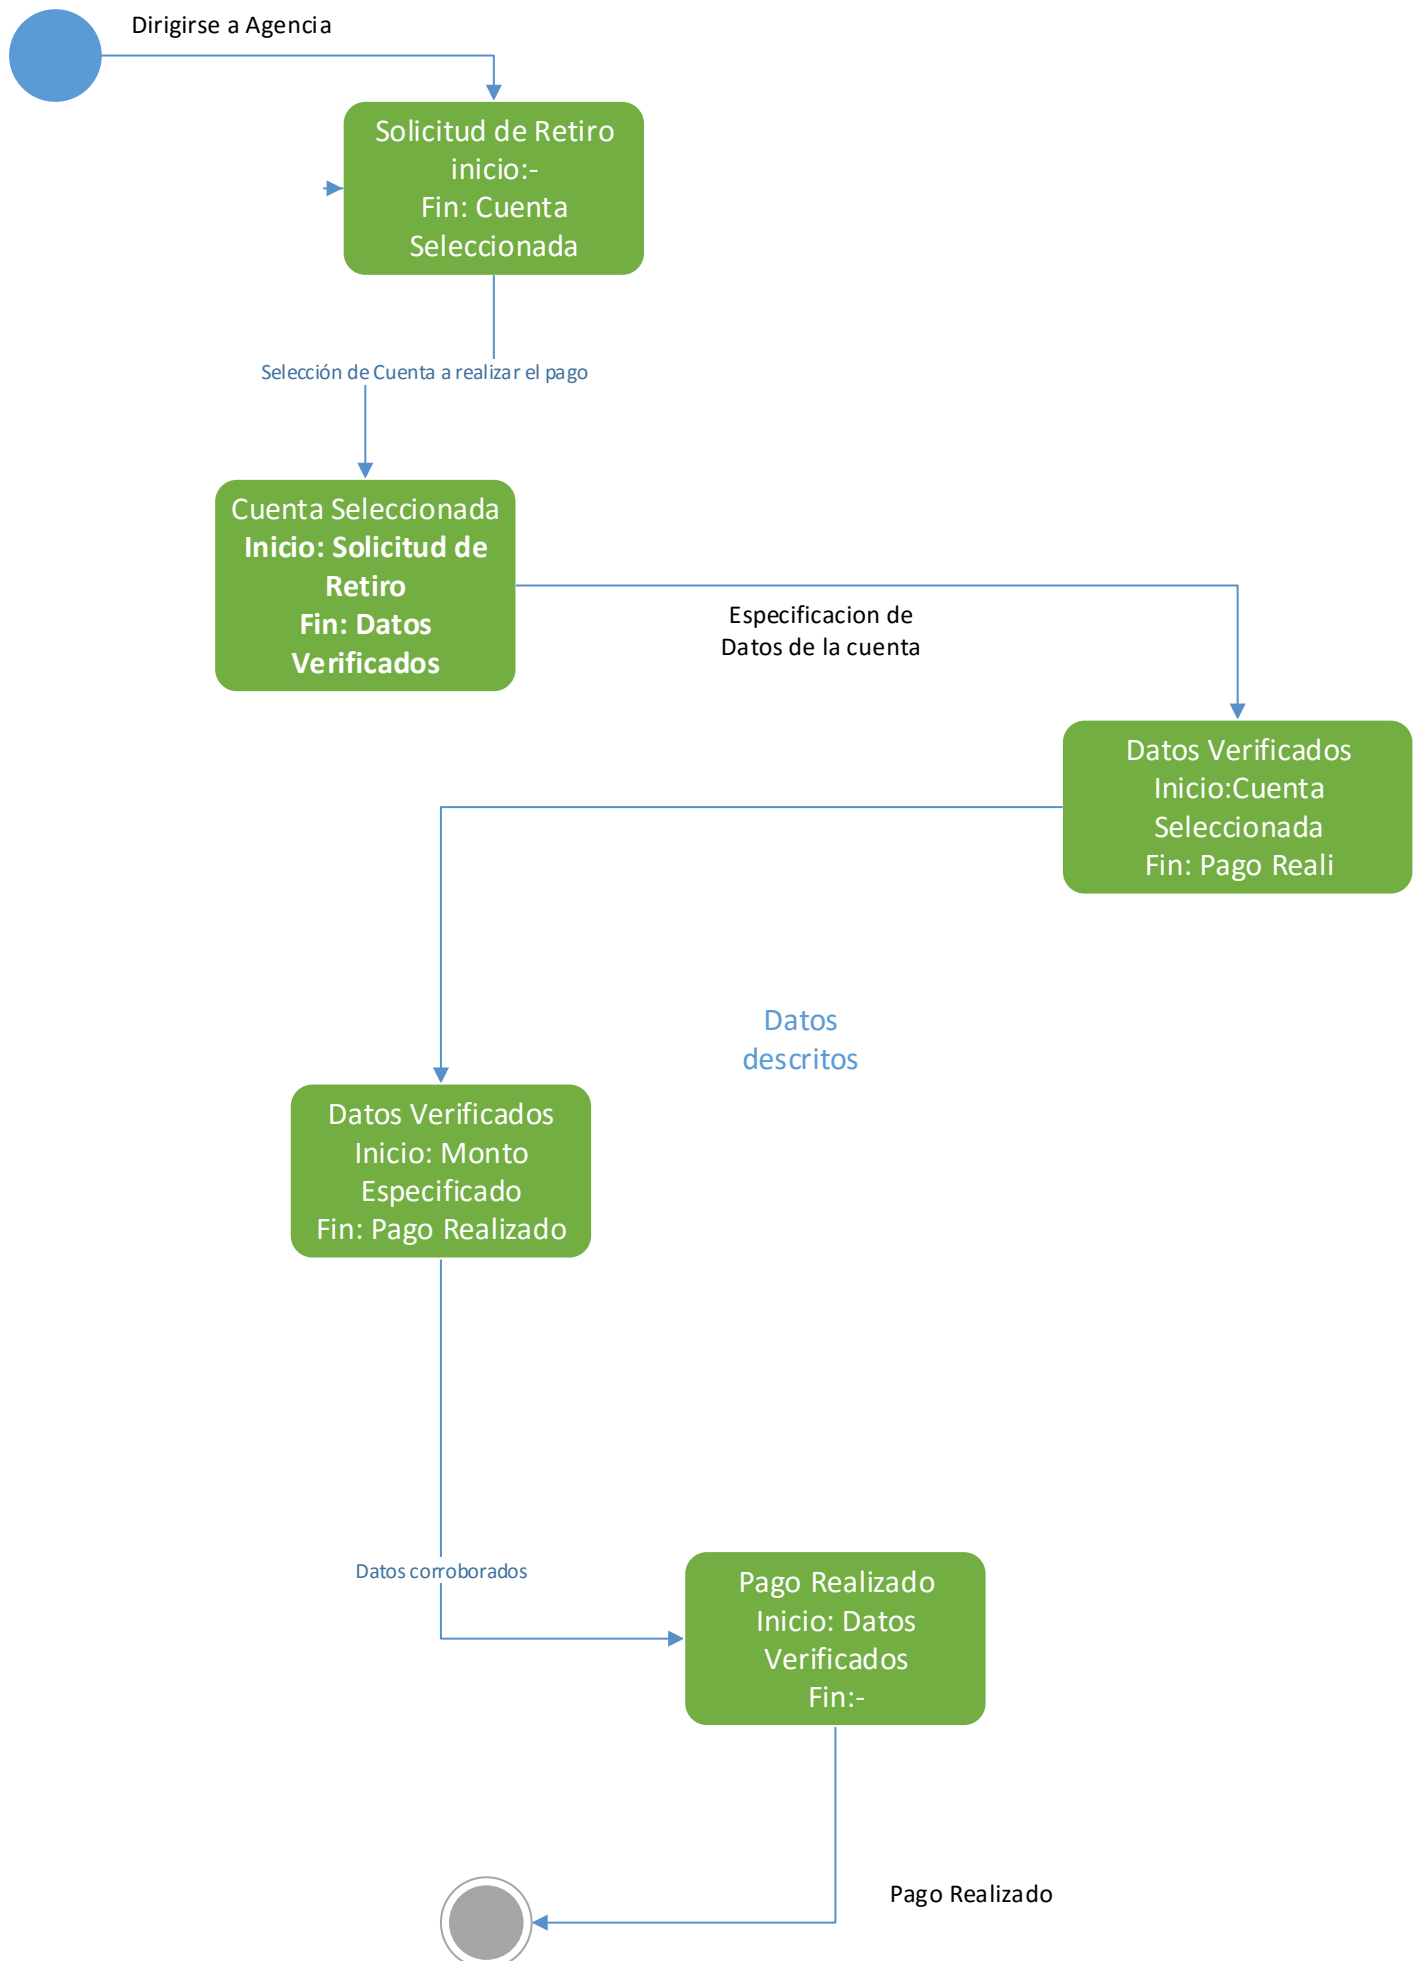 Dirigirse a Agencia
Solicitud de Retiro
inicio:-
Fin: Cuenta
Seleccionada
Selección de Cuenta a realizar el pago
Cuenta Seleccionada
Inicio: Solicitud de
Retiro
Fin: Datos
Verificados
Especificacion de
Datos de la cuenta
Datos Verificados
Inicio:Cuenta
Seleccionada
Fin: Pago Reali
Datos
descritos
Datos Verificados
Inicio: Monto
Especificado
Fin: Pago Realizado
Datos corroborados
Pago Realizado
Inicio: Datos
Verificados
Fin:-
Pago Realizado